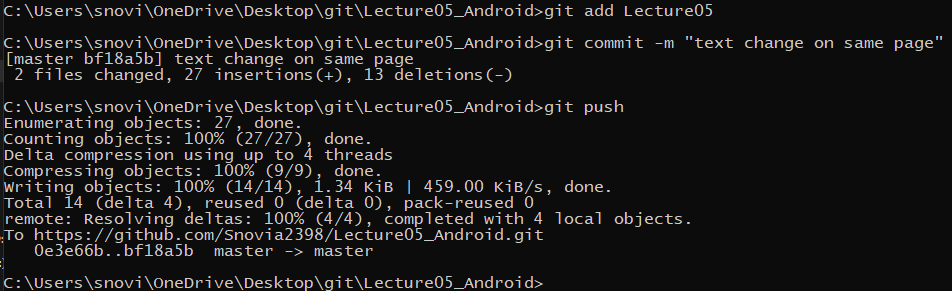 C:\Users\snovi\OneDrive\Desktop\git\Lecture05_Android>git add Lecture05
C:\Users\snovi\OneDrive\Desktop\git\Lecture05_Android>git commit -m "text change on same page"
[master bf18a5b] text change on same page
 2 files changed, 27 insertions(+), 13 deletions(-)
C:\Users\snovi\OneDrive\Desktop\git\Lecture05_Android>git push
Enumerating objects: 27, done.
Counting objects: 100% (27/27), done.
Delta compression using up to 4 threads
Compressing objects: 100% (9/9), done.
Writing objects: 100% (14/14), 1.34 KiB | 459.00 KiB/s, done.
Total 14 (delta 4), reused 0 (delta 0), pack-reused 0
remote: Resolving deltas: 100% (4/4), completed with 4 local objects.
To https://github.com/Snovia2398/Lecture05_Android.git
   0e3e66b..bf18a5b  master -> master
C:\Users\snovi\OneDrive\Desktop\git\Lecture05_Android>